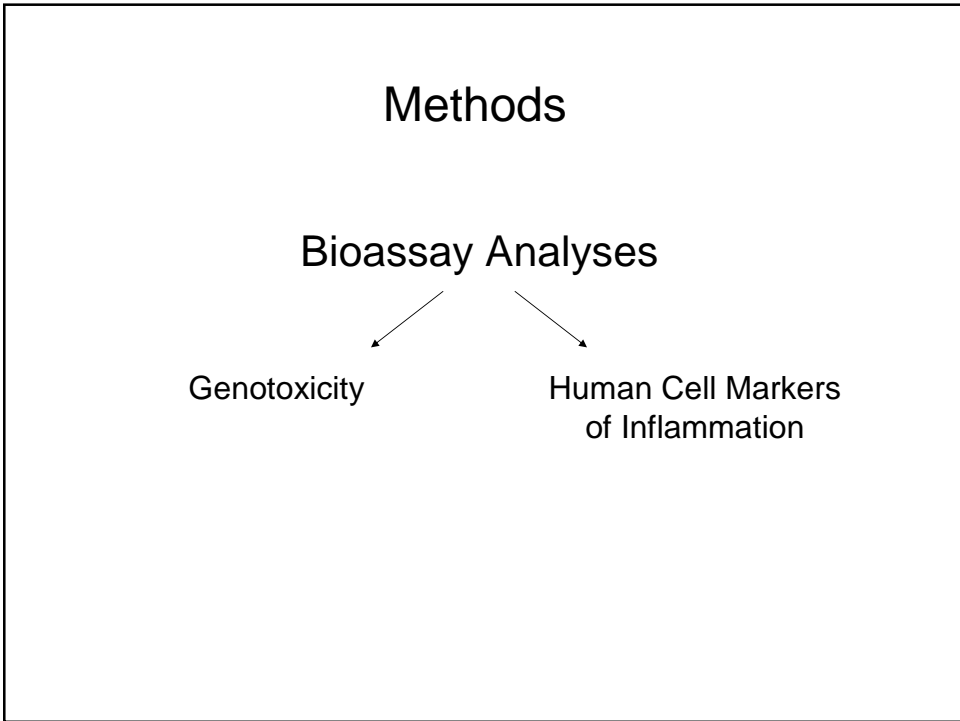 Methods
Bioassay Analyses
Genotoxicity
Human Cell Markers
of Inflammation